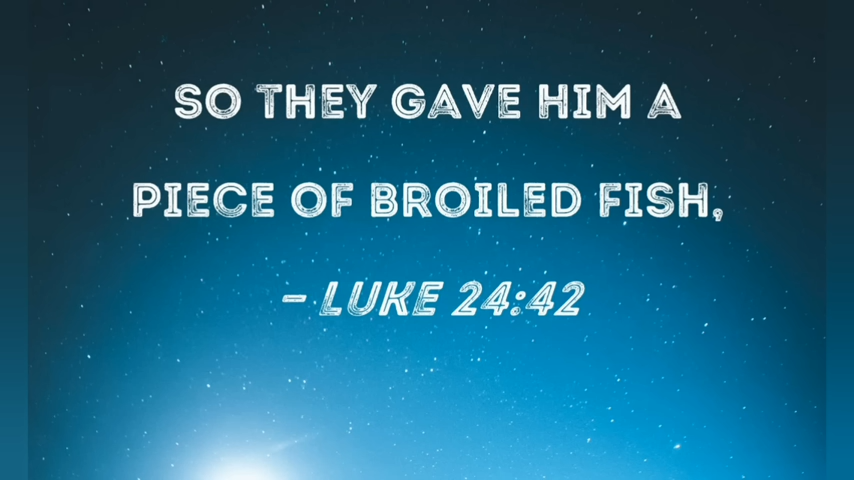 SO THEY GAVE HIM A
PIECE OF BROILED FISH,
– LUKE 24:42